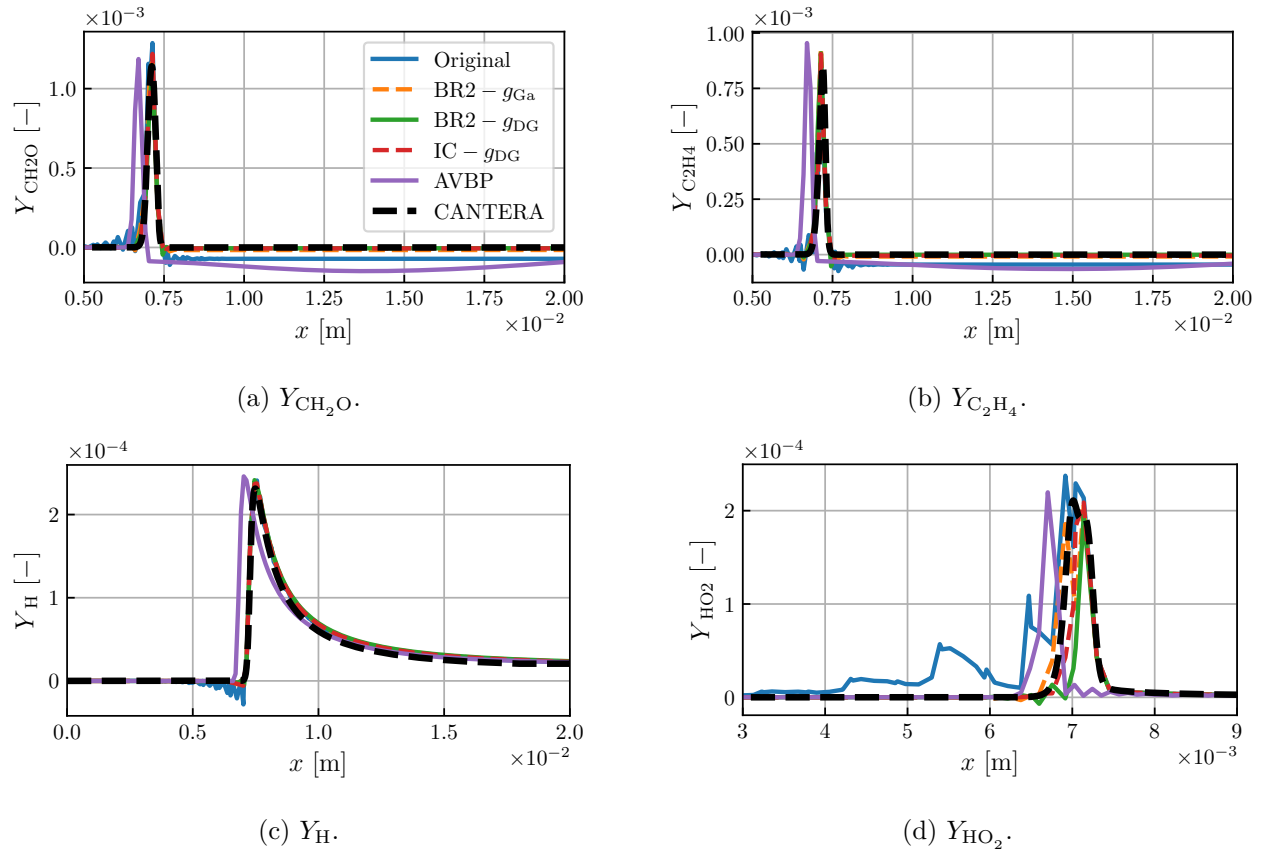 ×10−3
1.0
0.5
0.0
Y_CH2O [−]
Original
BR2 − g_Ga
BR2 − g_DG
IC − g_DG
AVBP
CANTERA
0.50 0.75 1.00 1.25 1.50 1.75 2.00
x [m]
×10−2
(a) Y_CH2O.
×10−3
1.00
0.75
0.50
0.25
0.00
Y_C2H4 [−]
0.50 0.75 1.00 1.25 1.50 1.75 2.00
x [m]
×10−2
(b) Y_C2H4.
×10−4
2
1
0
Y_H [−]
0.0 0.5 1.0 1.5 2.0
x [m]
×10−2
(c) Y_H.
×10−4
2
1
0
Y_HO2 [−]
3 4 5 6 7 8 9
x [m]
×10−3
(d) Y_HO2.